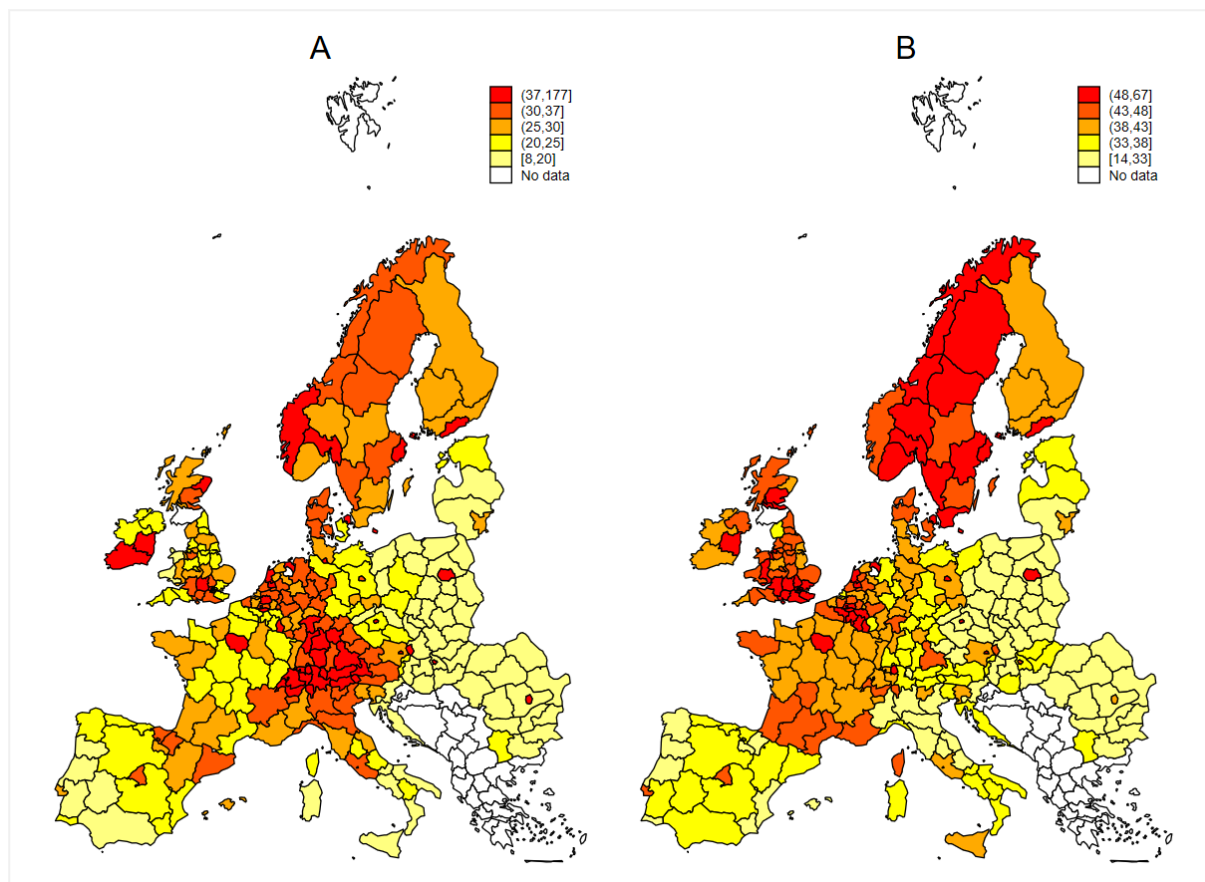 A
(37,177]
(30,37]
(25,30]
(20,25]
[8,20]
No data
B
(48,67]
(43,48]
(38,43]
(33,38]
[14,33]
No data